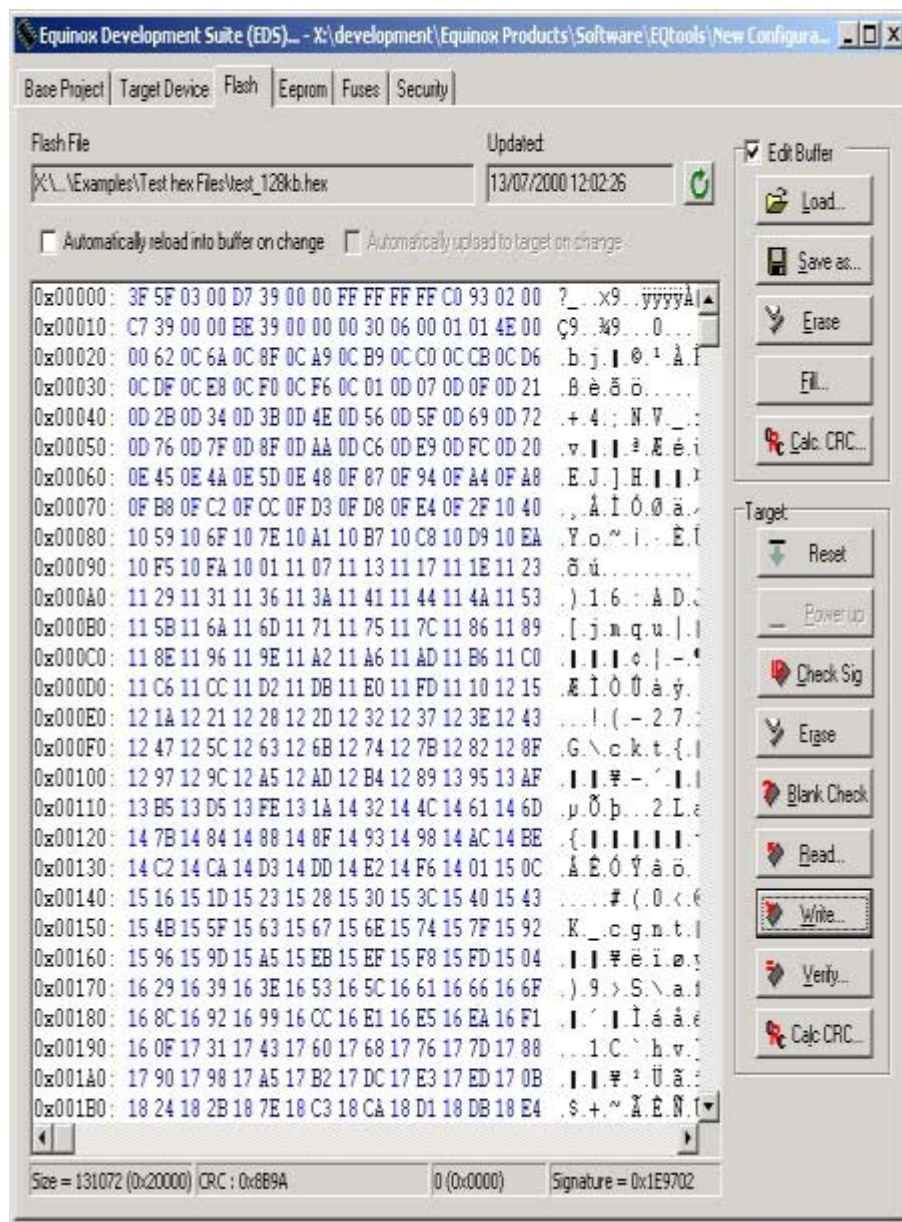 Equinox Development Suite (EDS)... - X:\development\Equinox Products\Software\EQtools\New Configura...
Base Project Target Device Flash Eeprom Fuses Security
Flash File Updated:
X:\...\Examples\Test hex Files\test_128kb.hex 13/07/2000 12:02:26
Automatically reload into buffer on change Automatically upload to target on change
0x00000: 3F 5F 03 00 D7 39 00 00 FF FF FF FF C0 93 02 00 ?_..x9..ÿÿÿÿÀ
0x00010: C7 39 00 00 BE 39 00 00 00 30 06 00 01 01 4E 00 Ç9..¾9...0...
0x00020: 00 62 0C 6A 0C 8F 0C A9 0C B9 0C C0 0C CB 0C D6
0x00030: 0C DF 0C E8 0C F0 0C F6 0C 01 0D 07 0D 0F 0D 21
0x00040: 0D 2B 0D 34 0D 3B 0D 4E 0D 56 0D 5F 0D 69 0D 72 .+.4.;.N.V._.
0x00050: 0D 76 0D 7F 0D 8F 0D AA 0D C6 0D E9 0D FC 0D 20
0x00060: 0E 45 0E 4A 0E 5D 0E 48 0F 87 0F 94 0F A4 0F A8
0x00070: 0F B8 0F C2 0F CC 0F D3 0F D8 0F E4 0F 2F 10 40
0x00080: 10 59 10 6F 10 7E 10 A1 10 B7 10 C8 10 D9 10 EA
0x00090: 10 F5 10 FA 10 01 11 07 11 13 11 17 11 1E 11 23
0x000A0: 11 29 11 31 11 36 11 3A 11 41 11 44 11 4A 11 53 .).1.6.:.A.D.J
0x000B0: 11 5B 11 6A 11 6D 11 71 11 75 11 7C 11 86 11 89 .[.j.m.q.u.|.
0x000C0: 11 8E 11 96 11 9E 11 A2 11 A6 11 AD 11 B6 11 C0
0x000D0: 11 C6 11 CC 11 D2 11 DB 11 E0 11 FD 11 10 12 15 .Æ.Ì.Ò.Û.à.ý.
0x000E0: 12 1A 12 21 12 28 12 2D 12 32 12 37 12 3E 12 43 ...!.(.-.2.7.
0x000F0: 12 47 12 5C 12 63 12 6B 12 74 12 7B 12 82 12 8F .G.\.c.k.t.{.
0x00100: 12 97 12 9C 12 A5 12 AD 12 B4 12 89 13 95 13 AF
0x00110: 13 B5 13 D5 13 FE 13 1A 14 32 14 4C 14 61 14 6D .µ.Õ.þ...2.L.
0x00120: 14 7B 14 84 14 88 14 8F 14 93 14 98 14 AC 14 BE
0x00130: 14 C2 14 CA 14 D3 14 DD 14 E2 14 F6 14 01 15 0C .Â.Ê.Ó.Ý.â.ö.
0x00140: 15 16 15 1D 15 23 15 28 15 30 15 3C 15 40 15 43 .....#.(.0.<.
0x00150: 15 4B 15 5F 15 63 15 67 15 6E 15 74 15 7F 15 92 .K._.c.g.n.t.
0x00160: 15 96 15 9D 15 A5 15 EB 15 EF 15 F8 15 FD 15 04
0x00170: 16 29 16 39 16 3E 16 53 16 5C 16 61 16 66 16 6F .).9.>.S.\.a.f
0x00180: 16 8C 16 92 16 99 16 CC 16 E1 16 E5 16 EA 16 F1
0x00190: 16 0F 17 31 17 43 17 60 17 68 17 76 17 7D 17 88 ...1.C.`.h.v.}
0x001A0: 17 90 17 98 17 A5 17 B2 17 DC 17 E3 17 ED 17 0B
0x001B0: 18 24 18 2B 18 7E 18 C3 18 CA 18 D1 18 DB 18 E4 .$.+.~.Ã.Ê.Ñ.
Size = 131072 (0x20000) CRC : 0x8B9A 0 (0x0000) Signature = 0x1E9702
Edit Buffer
Load...
Save as...
Erase
Fill...
Calc. CRC...
Target
Reset
Power up
Check Sig
Erase
Blank Check
Read...
Write...
Verify...
Calc CRC...